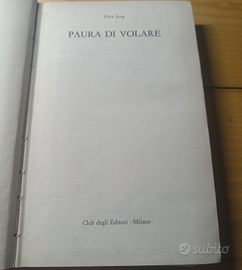 Erica Jong
PAURA DI VOLARE
Club degli Editori - Milano
subito